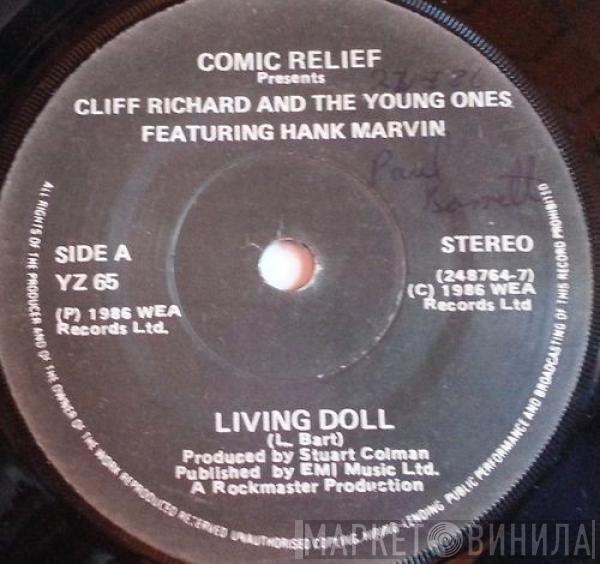 COMIC RELIEF
Presents
CLIFF RICHARD AND THE YOUNG ONES
FEATURING HANK MARVIN
Paul
Barrett
SIDE A
YZ 65
(P) 1986 WEA
Records Ltd.
STEREO
(248764-7)
(C) 1986 WEA
Records Ltd
LIVING DOLL
(L. Bart)
Produced by Stuart Colman
Published by EMI Music Ltd.
A Rockmaster Production
ALL RIGHTS OF THE PRODUCER AND OF THE OWNER OF THE WORK REPRODUCED RESERVED UNAUTHORISED COPYING, HIRING, LENDING, PUBLIC PERFORMANCE AND BROADCASTING OF THIS RECORD PROHIBITED
МАРКЕТ ВИНИЛА